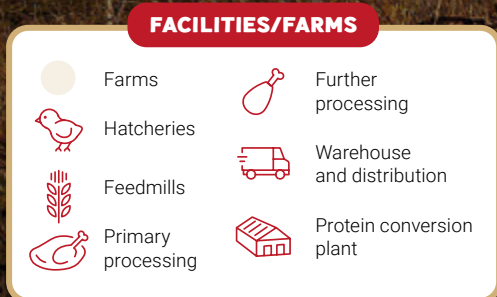 FACILITIES/FARMS
Farms
Hatcheries
Feedmills
Primary
processing
Further
processing
Warehouse
and distribution
Protein conversion
plant